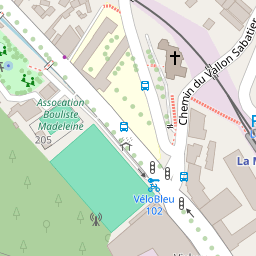 Chemin du Vallon Sabatier
Association
Bouliste
Madeleine
205
P
La M
VéloBleu
102